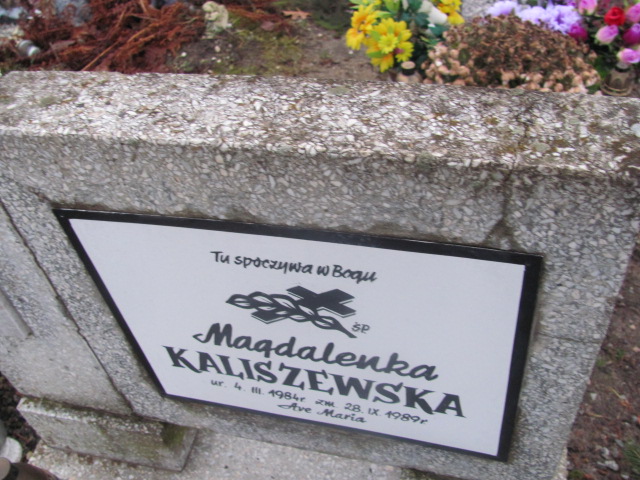 Tu spoczywa w Bogu
ŚP.
Magdalenka
KALISZEWSKA
ur. 4. III. 1984r. zm. 28. IX. 1989r.
Ave Maria